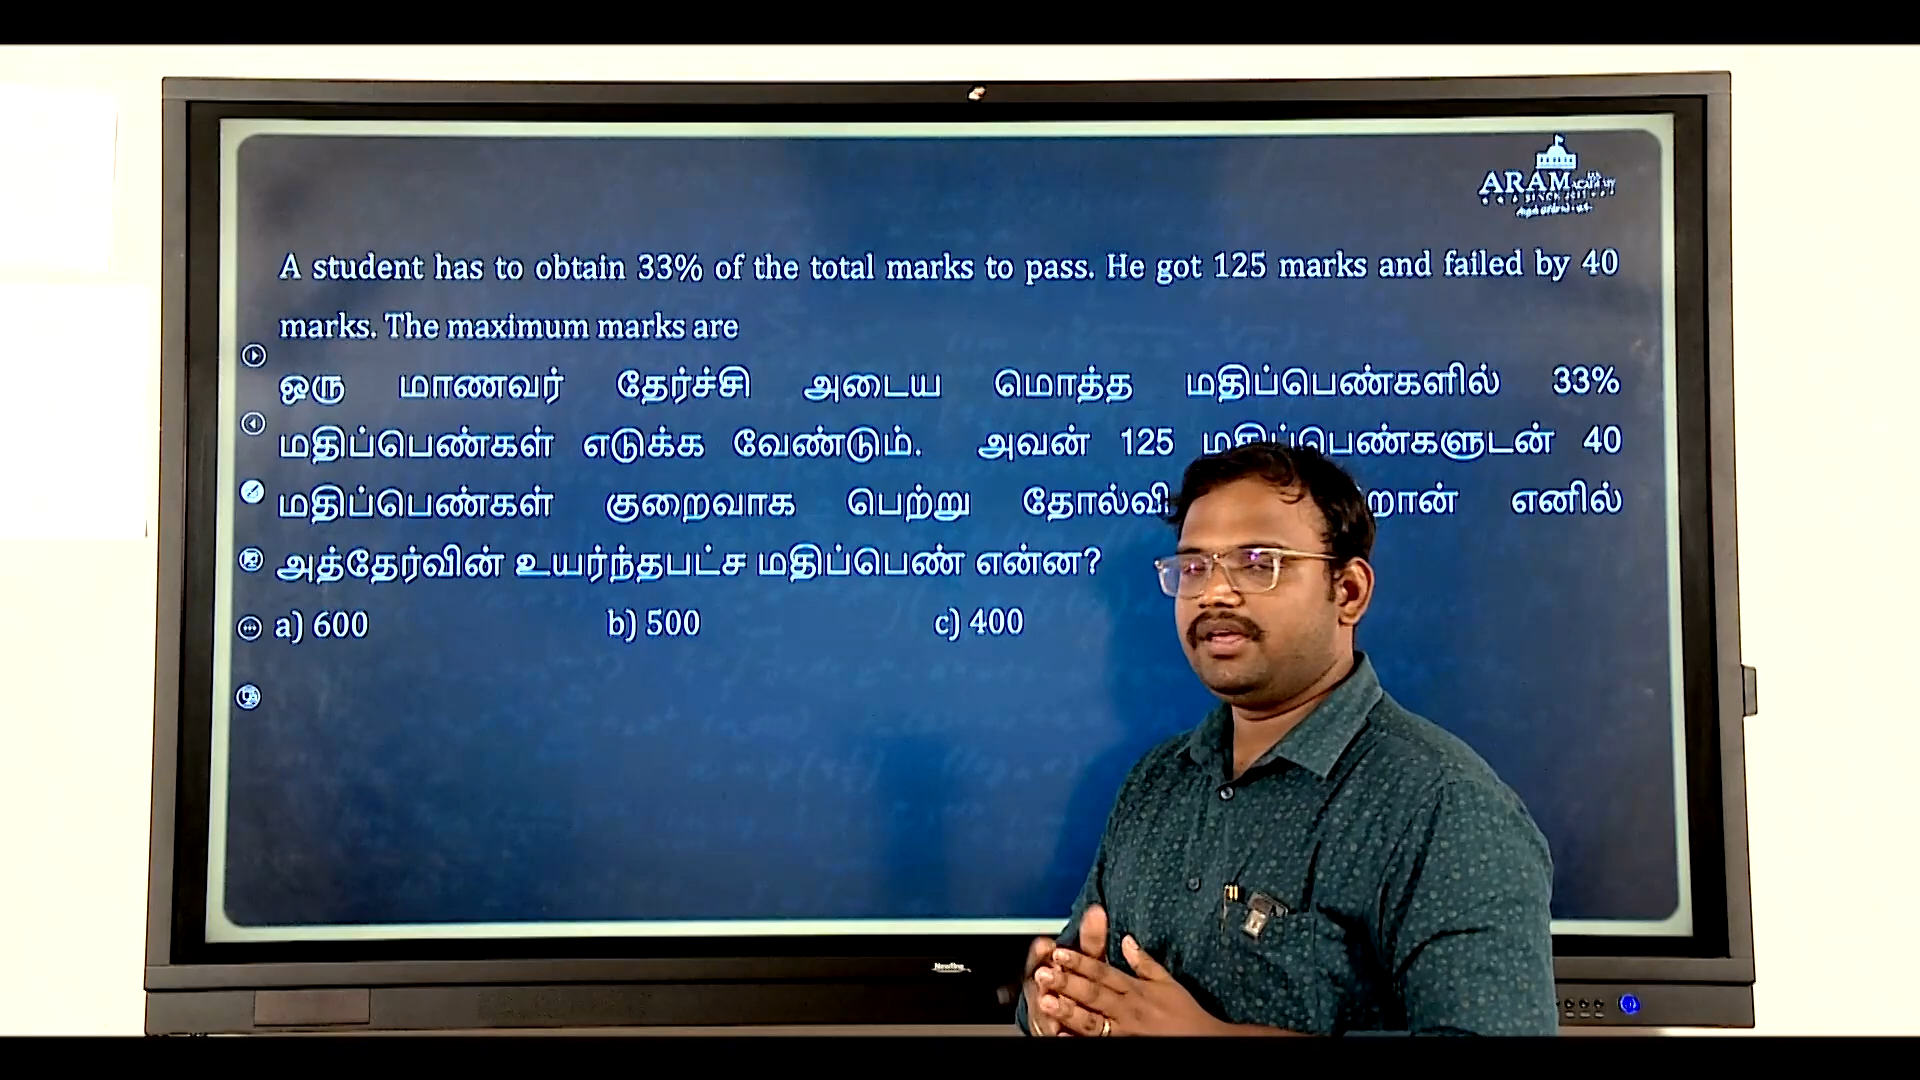 ARAM
A student has to obtain 33% of the total marks to pass. He got 125 marks and failed by 40
marks. The maximum marks are
ஒரு மாணவர் தேர்ச்சி அடைய மொத்த மதிப்பெண்களில் 33%
மதிப்பெண்கள் எடுக்க வேண்டும். அவன் 125 மதிப்பெண்களுடன் 40
மதிப்பெண்கள் குறைவாக பெற்று எனில்
அத்தேர்வின் உயர்ந்தபட்ச மதிப்பெண் என்ன?
a) 600 b) 500 c) 400